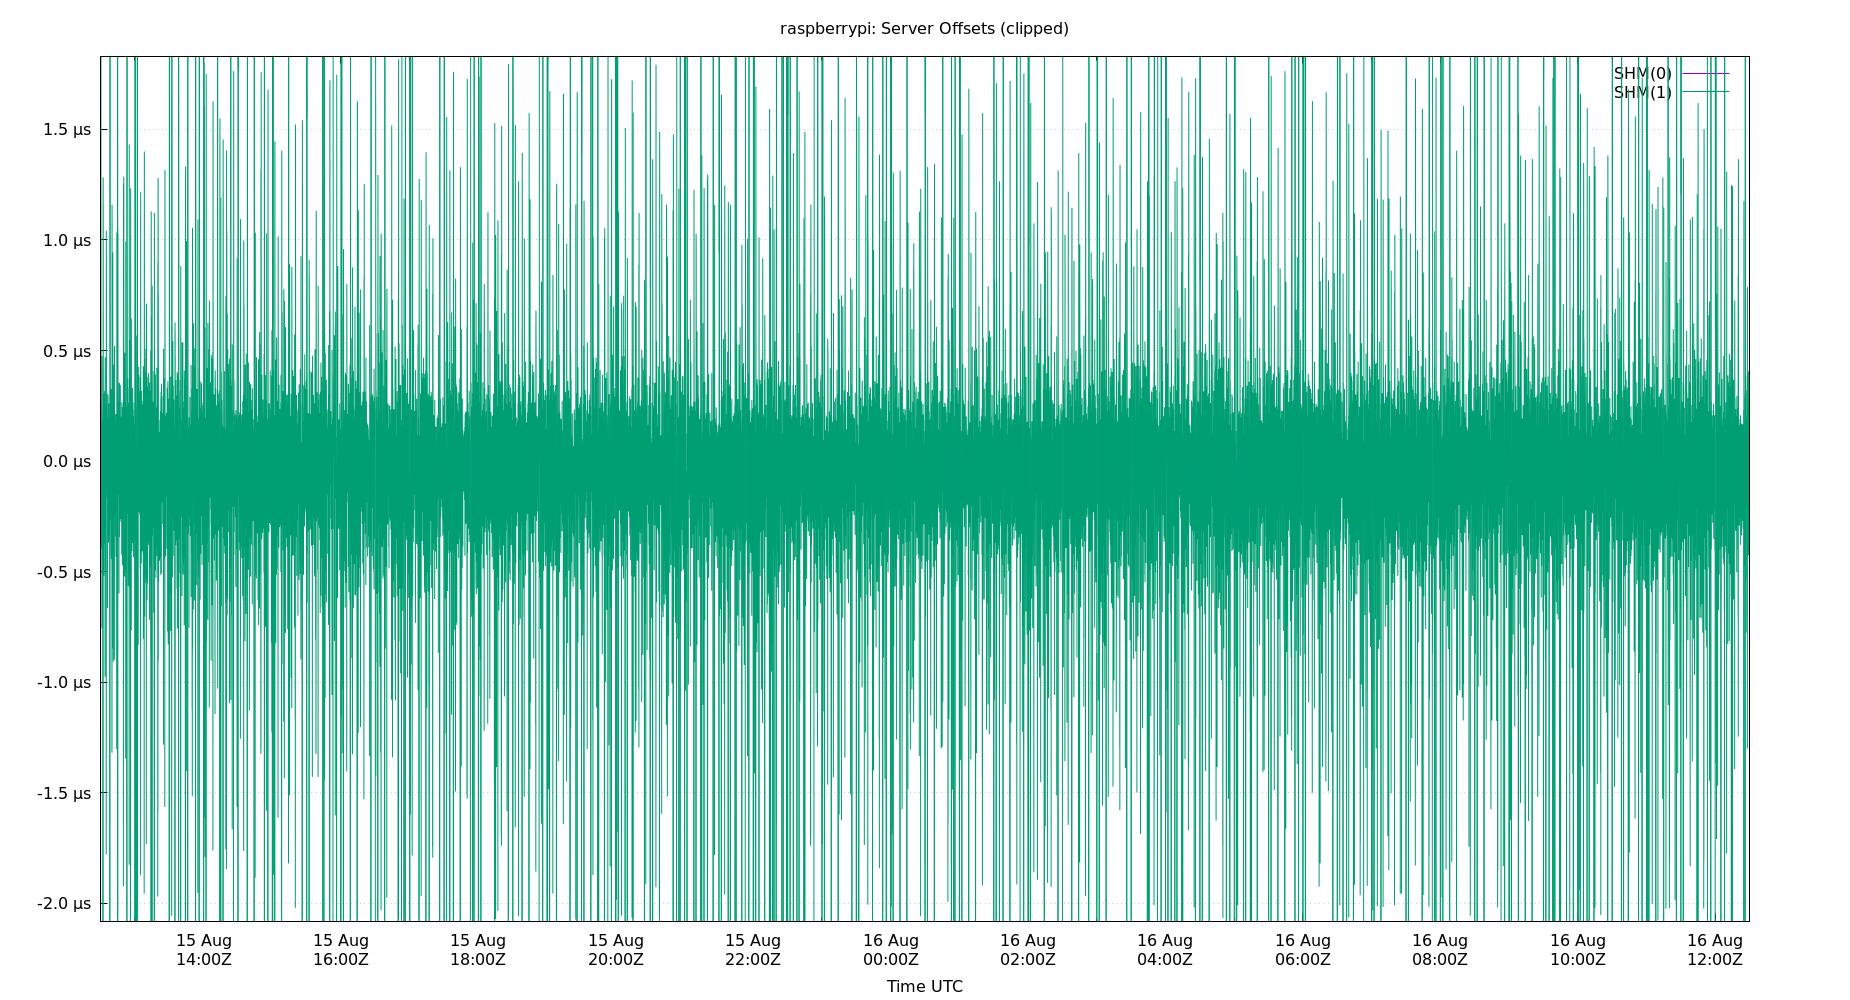 raspberrypi: Server Offsets (clipped)
SHM(0)
SHM(1)
1.5 µs
1.0 µs
0.5 µs
0.0 µs
-0.5 µs
-1.0 µs
-1.5 µs
-2.0 µs
15 Aug 15 Aug 15 Aug 15 Aug 15 Aug 16 Aug 16 Aug 16 Aug 16 Aug 16 Aug 16 Aug 16 Aug
14:00Z 16:00Z 18:00Z 20:00Z 22:00Z 00:00Z 02:00Z 04:00Z 06:00Z 08:00Z 10:00Z 12:00Z
Time UTC